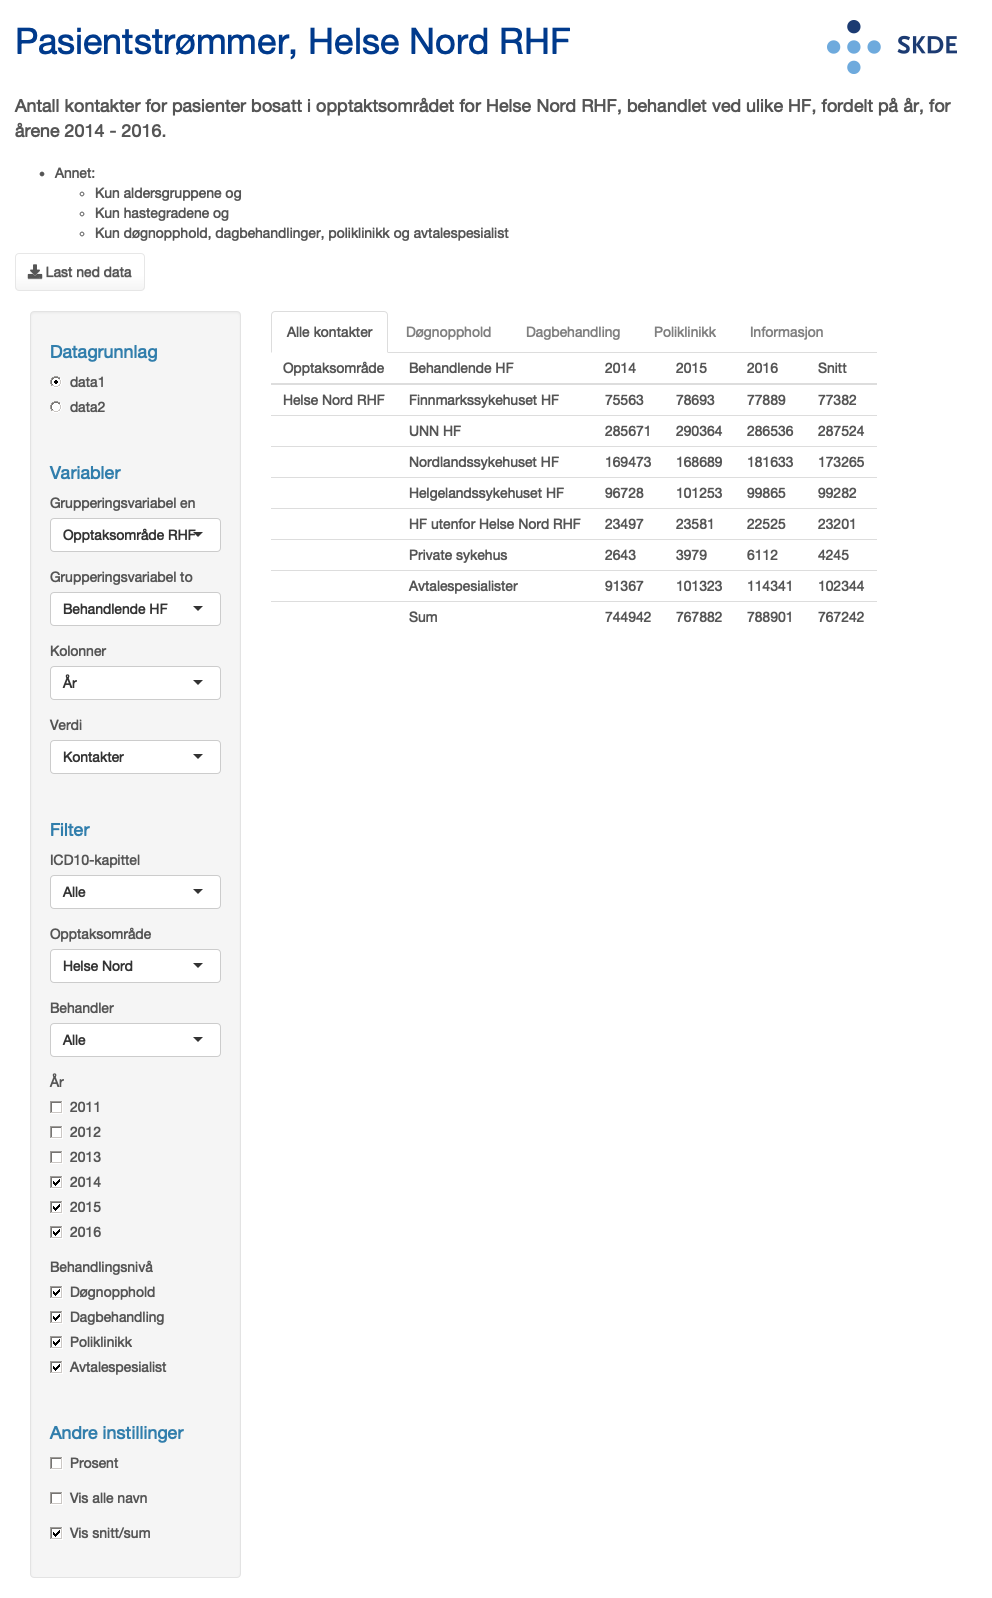 Pasientstrømmer, Helse Nord RHF
SKDE
Antall kontakter for pasienter bosatt i opptaktsområdet for Helse Nord RHF, behandlet ved ulike HF, fordelt på år, for
årene 2014 - 2016.
Annet:
Kun aldersgruppene og
Kun hastegradene og
Kun døgnopphold, dagbehandlinger, poliklinikk og avtalespesialist
Last ned data
Datagrunnlag
data1
data2
Variabler
Grupperingsvariabel en
Opptaksområde RHF
Grupperingsvariabel to
Behandlende HF
Kolonner
År
Verdi
Kontakter
Filter
ICD10-kapittel
Alle
Opptaksområde
Helse Nord
Behandler
Alle
År
2011
2012
2013
2014
2015
2016
Behandlingsnivå
Døgnopphold
Dagbehandling
Poliklinikk
Avtalespesialist
Andre instillinger
Prosent
Vis alle navn
Vis snitt/sum
Alle kontakter Døgnopphold Dagbehandling Poliklinikk Informasjon
Opptaksområde Behandlende HF 2014 2015 2016 Snitt
Helse Nord RHF Finnmarkssykehuset HF 75563 78693 77889 77382
UNN HF 285671 290364 286536 287524
Nordlandssykehuset HF 169473 168689 181633 173265
Helgelandssykehuset HF 96728 101253 99865 99282
HF utenfor Helse Nord RHF 23497 23581 22525 23201
Private sykehus 2643 3979 6112 4245
Avtalespesialister 91367 101323 114341 102344
Sum 744942 767882 788901 767242